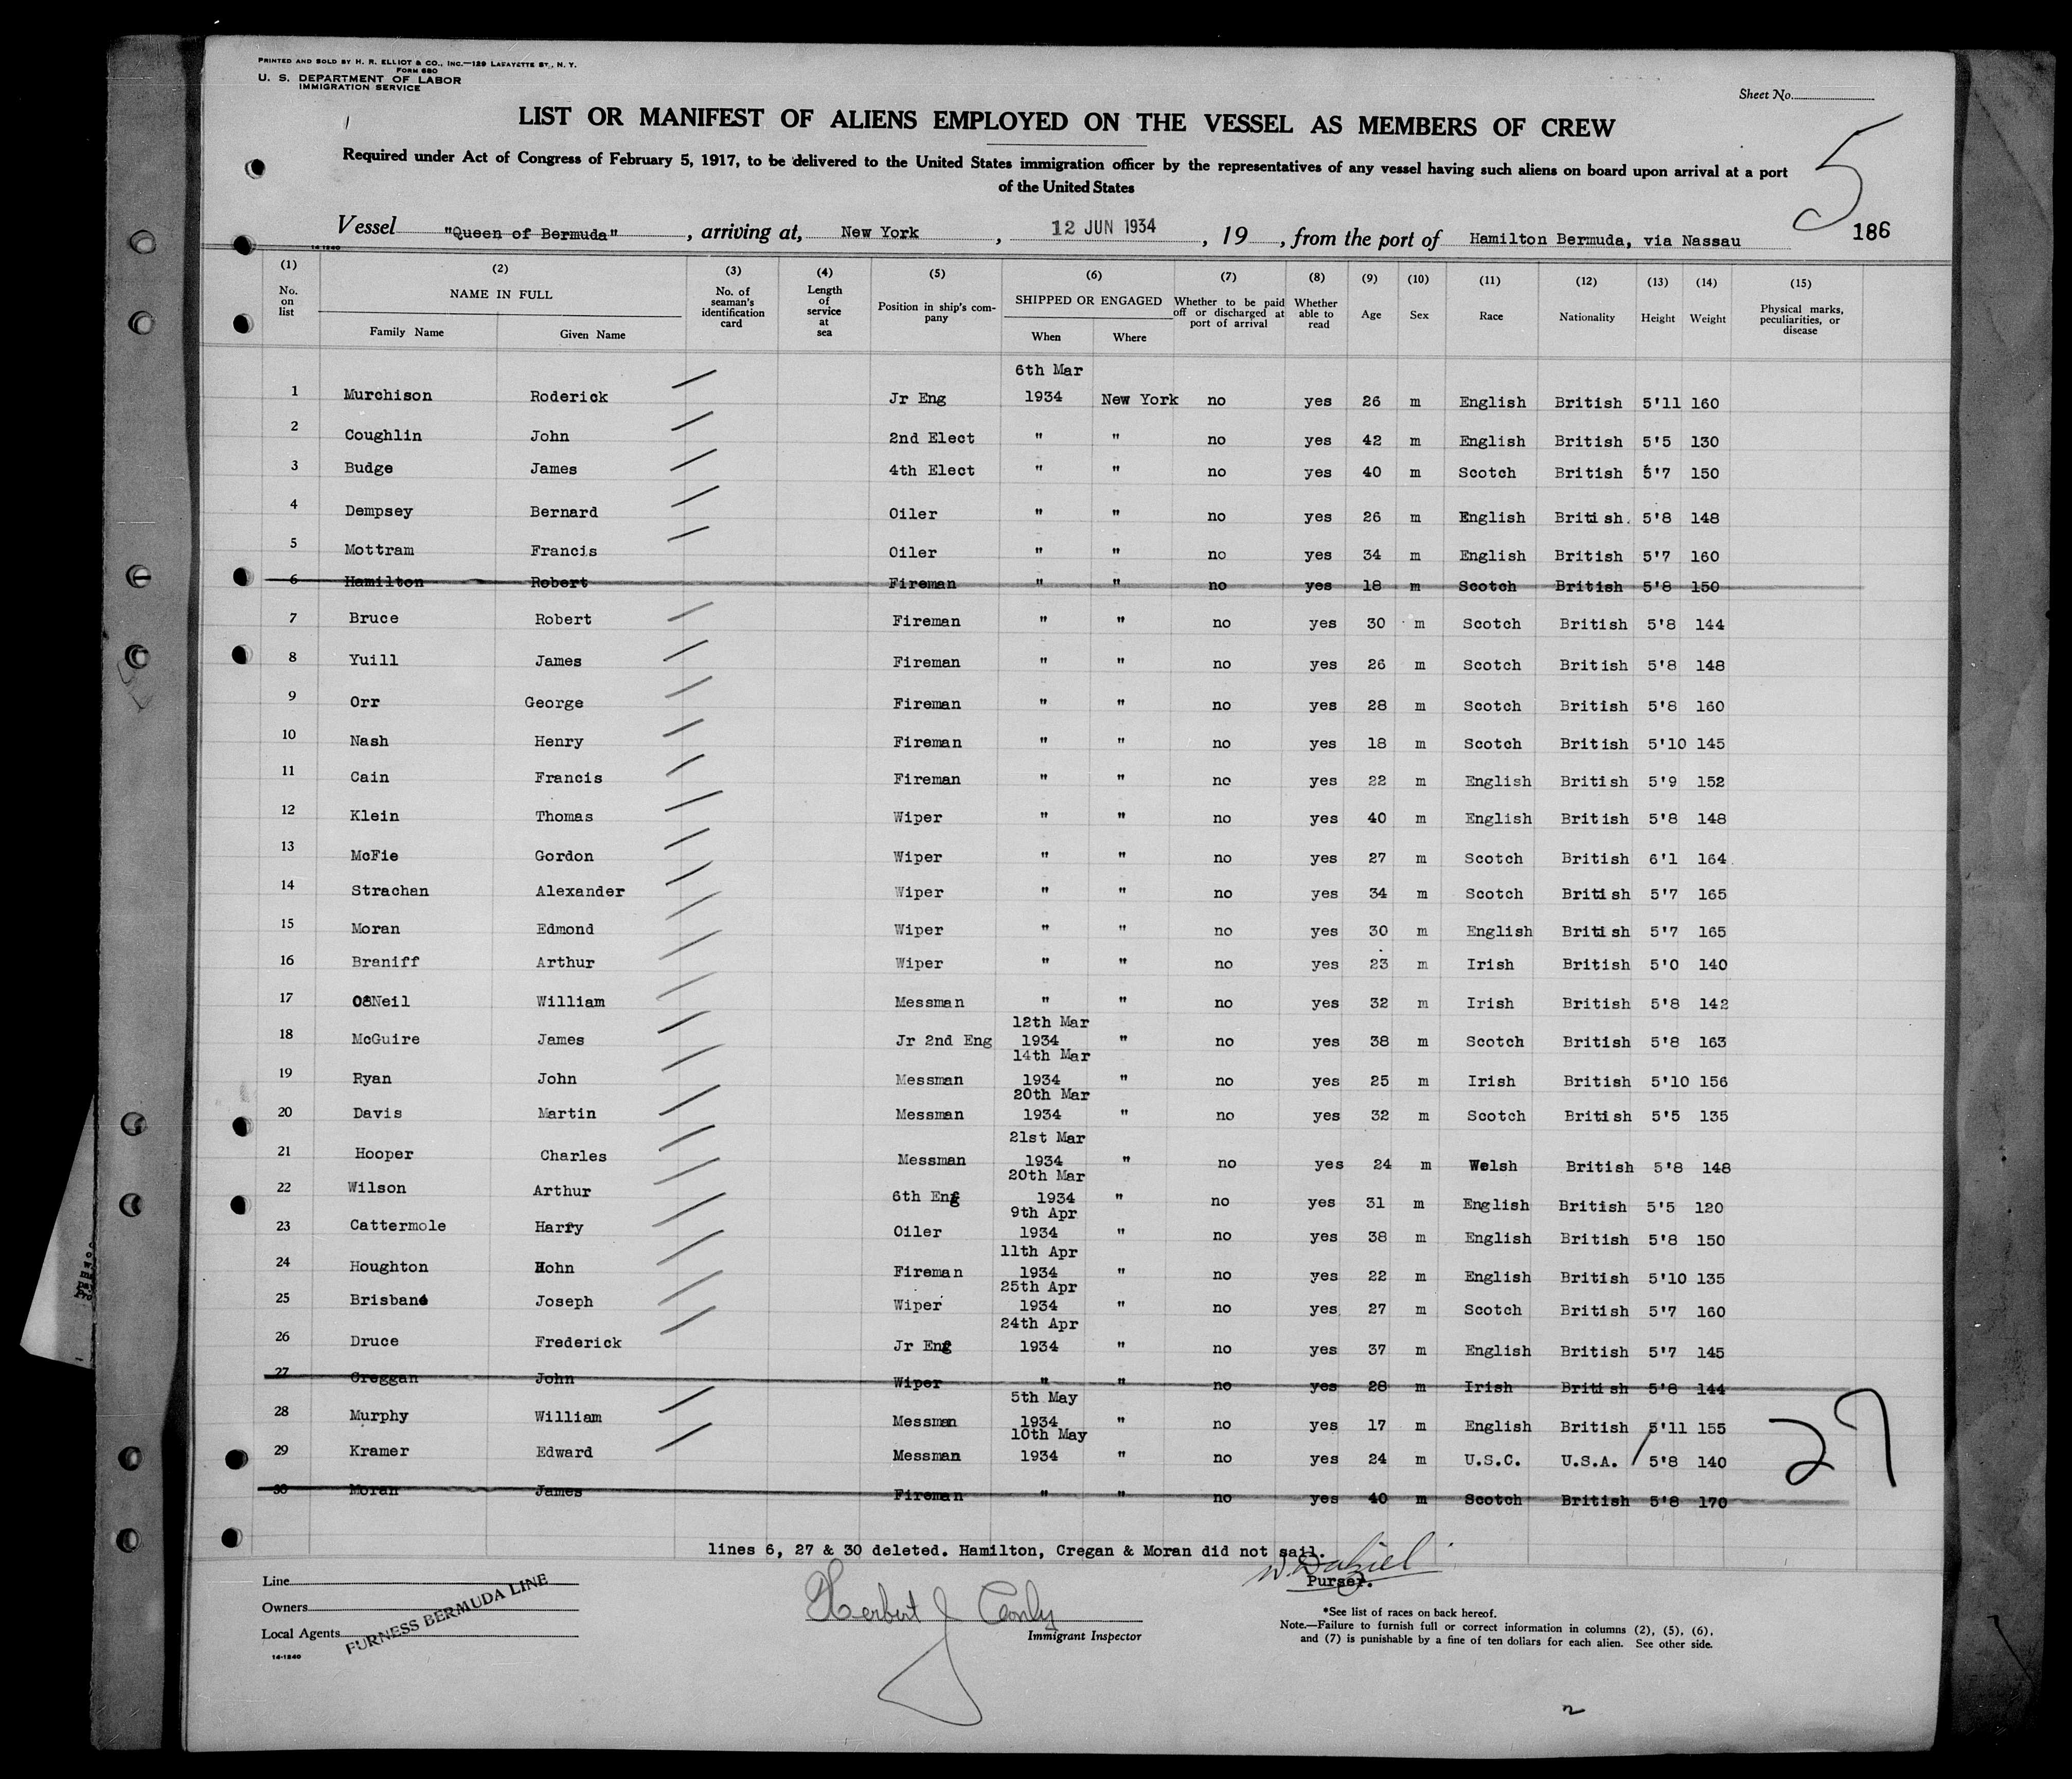 PRINTED AND SOLD BY H. R. ELLIOT & CO., INC.—129 LAFAYETTE ST., N. Y.
FORM 680
U. S. DEPARTMENT OF LABOR
IMMIGRATION SERVICE
Sheet No.
LIST OR MANIFEST OF ALIENS EMPLOYED ON THE VESSEL AS MEMBERS OF CREW
5
Required under Act of Congress of February 5, 1917, to be delivered to the United States immigration officer by the representatives of any vessel having such aliens on board upon arrival at a port
of the United States
Vessel "Queen of Bermuda", arriving at, New York, 12 JUN 1934, 19, from the port of Hamilton Bermuda, via Nassau 186
14-1240
(1) (2) (3) (4) (5) (6) (7) (8) (9) (10) (11) (12) (13) (14) (15)
No. on list NAME IN FULL Family Name Given Name No. of seaman's identification card Length of service at sea Position in ship's company SHIPPED OR ENGAGED When Where Whether to be paid off or discharged at port of arrival Whether able to read Age Sex Race Nationality Height Weight Physical marks, peculiarities, or disease
6th Mar
1 Murchison Roderick Jr Eng 1934 New York no yes 26 m English British 5'11 160
2 Coughlin John 2nd Elect " " no yes 42 m English British 5'5 130
3 Budge James 4th Elect " " no yes 40 m Scotch British 5'7 150
4 Dempsey Bernard Oiler " " no yes 26 m English British. 5'8 148
5 Mottram Francis Oiler " " no yes 34 m English British 5'7 160
6 Hamilton Robert Fireman " " no yes 18 m Scotch British 5'8 150
7 Bruce Robert Fireman " " no yes 30 m Scotch British 5'8 144
8 Yuill James Fireman " " no yes 26 m Scotch British 5'8 148
9 Orr George Fireman " " no yes 28 m Scotch British 5'8 160
10 Nash Henry Fireman " " no yes 18 m Scotch British 5'10 145
11 Cain Francis Fireman " " no yes 22 m English British 5'9 152
12 Klein Thomas Wiper " " no yes 40 m English British 5'8 148
13 McFie Gordon Wiper " " no yes 27 m Scotch British 6'1 164
14 Strachan Alexander Wiper " " no yes 34 m Scotch British 5'7 165
15 Moran Edmond Wiper " " no yes 30 m English British 5'7 165
16 Braniff Arthur Wiper " " no yes 23 m Irish British 5'0 140
17 O'Neil William Messman " " no yes 32 m Irish British 5'8 142
12th Mar
18 McGuire James Jr 2nd Eng 1934 " no yes 38 m Scotch British 5'8 163
14th Mar
19 Ryan John Messman 1934 " no yes 25 m Irish British 5'10 156
20th Mar
20 Davis Martin Messman 1934 " no yes 32 m Scotch British 5'5 135
21st Mar
21 Hooper Charles Messman 1934 " no yes 24 m Welsh British 5'8 148
20th Mar
22 Wilson Arthur 6th Eng 1934 " no yes 31 m English British 5'5 120
9th Apr
23 Cattermole Harry Oiler 1934 " no yes 38 m English British 5'8 150
11th Apr
24 Houghton John Fireman 1934 " no yes 22 m English British 5'10 135
25th Apr
25 Brisbane Joseph Wiper 1934 " no yes 27 m Scotch British 5'7 160
24th Apr
26 Druce Frederick Jr Eng 1934 " no yes 37 m English British 5'7 145
27 Creggan John Wiper " " no yes 28 m Irish British 5'8 144
5th May
28 Murphy William Messman 1934 " no yes 17 m English British 5'11 155
10th May
29 Kramer Edward Messman 1934 " no yes 24 m U.S.C. U.S.A. 5'8 140
27
30 Moran James Fireman " " no yes 40 m Scotch British 5'8 170
lines 6, 27 & 30 deleted. Hamilton, Cregan & Moran did not sail.
W. Dalziel
Purser.
Line
Owners
Local Agents
FURNESS BERMUDA LINE
14-1240
Herbert J Conly
Immigrant Inspector
*See list of races on back hereof.
Note.—Failure to furnish full or correct information in columns (2), (5), (6),
and (7) is punishable by a fine of ten dollars for each alien. See other side.